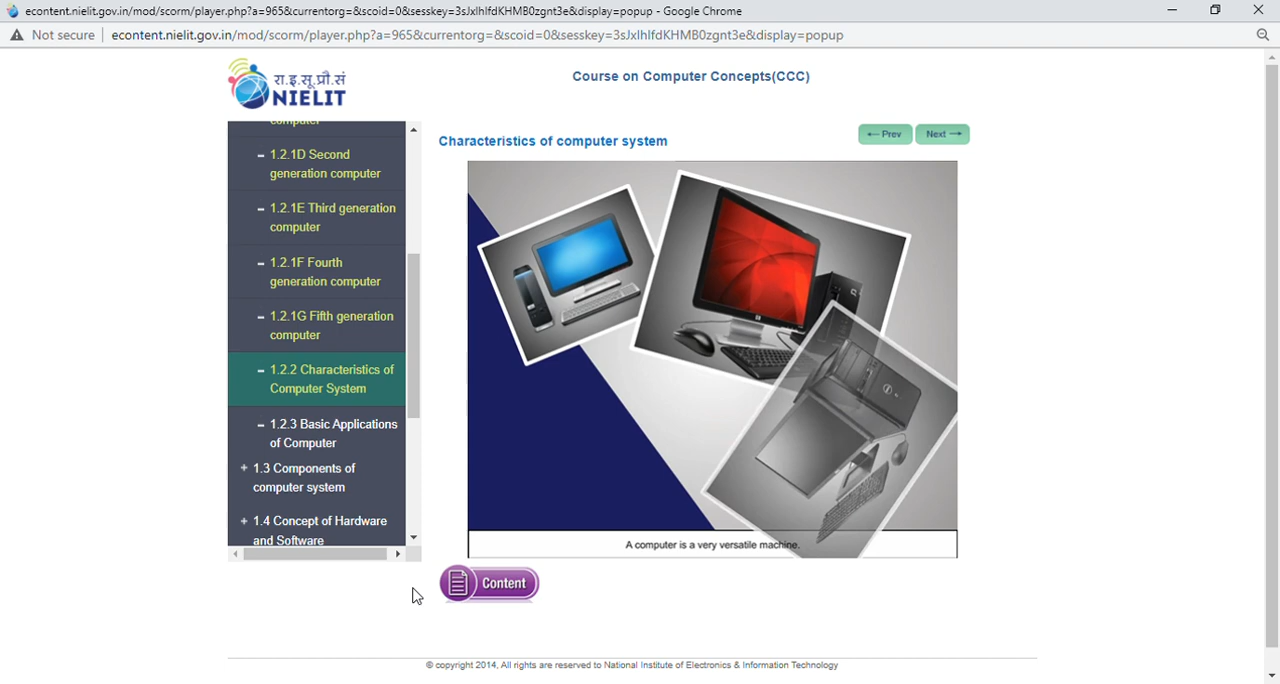 econtent.nielit.gov.in/mod/scorm/player.php?a=965&currentorg=&scoid=0&sesskey=3sJxlhIfdKHMB0zgnt3e&display=popup - Google Chrome
Not secure
econtent.nielit.gov.in/mod/scorm/player.php?a=965&currentorg=&scoid=0&sesskey=3sJxlhIfdKHMB0zgnt3e&display=popup
रा.इ.सू.प्रौ.सं
NIELIT
Course on Computer Concepts(CCC)
computer
1.2.1D Second
generation computer
1.2.1E Third generation
computer
1.2.1F Fourth
generation computer
1.2.1G Fifth generation
computer
1.2.2 Characteristics of
Computer System
1.2.3 Basic Applications
of Computer
+ 1.3 Components of
computer system
+ 1.4 Concept of Hardware
and Software
Characteristics of computer system
← Prev
Next →
A computer is a very versatile machine.
Content
© copyright 2014, All rights are reserved to National Institute of Electronics & Information Technology